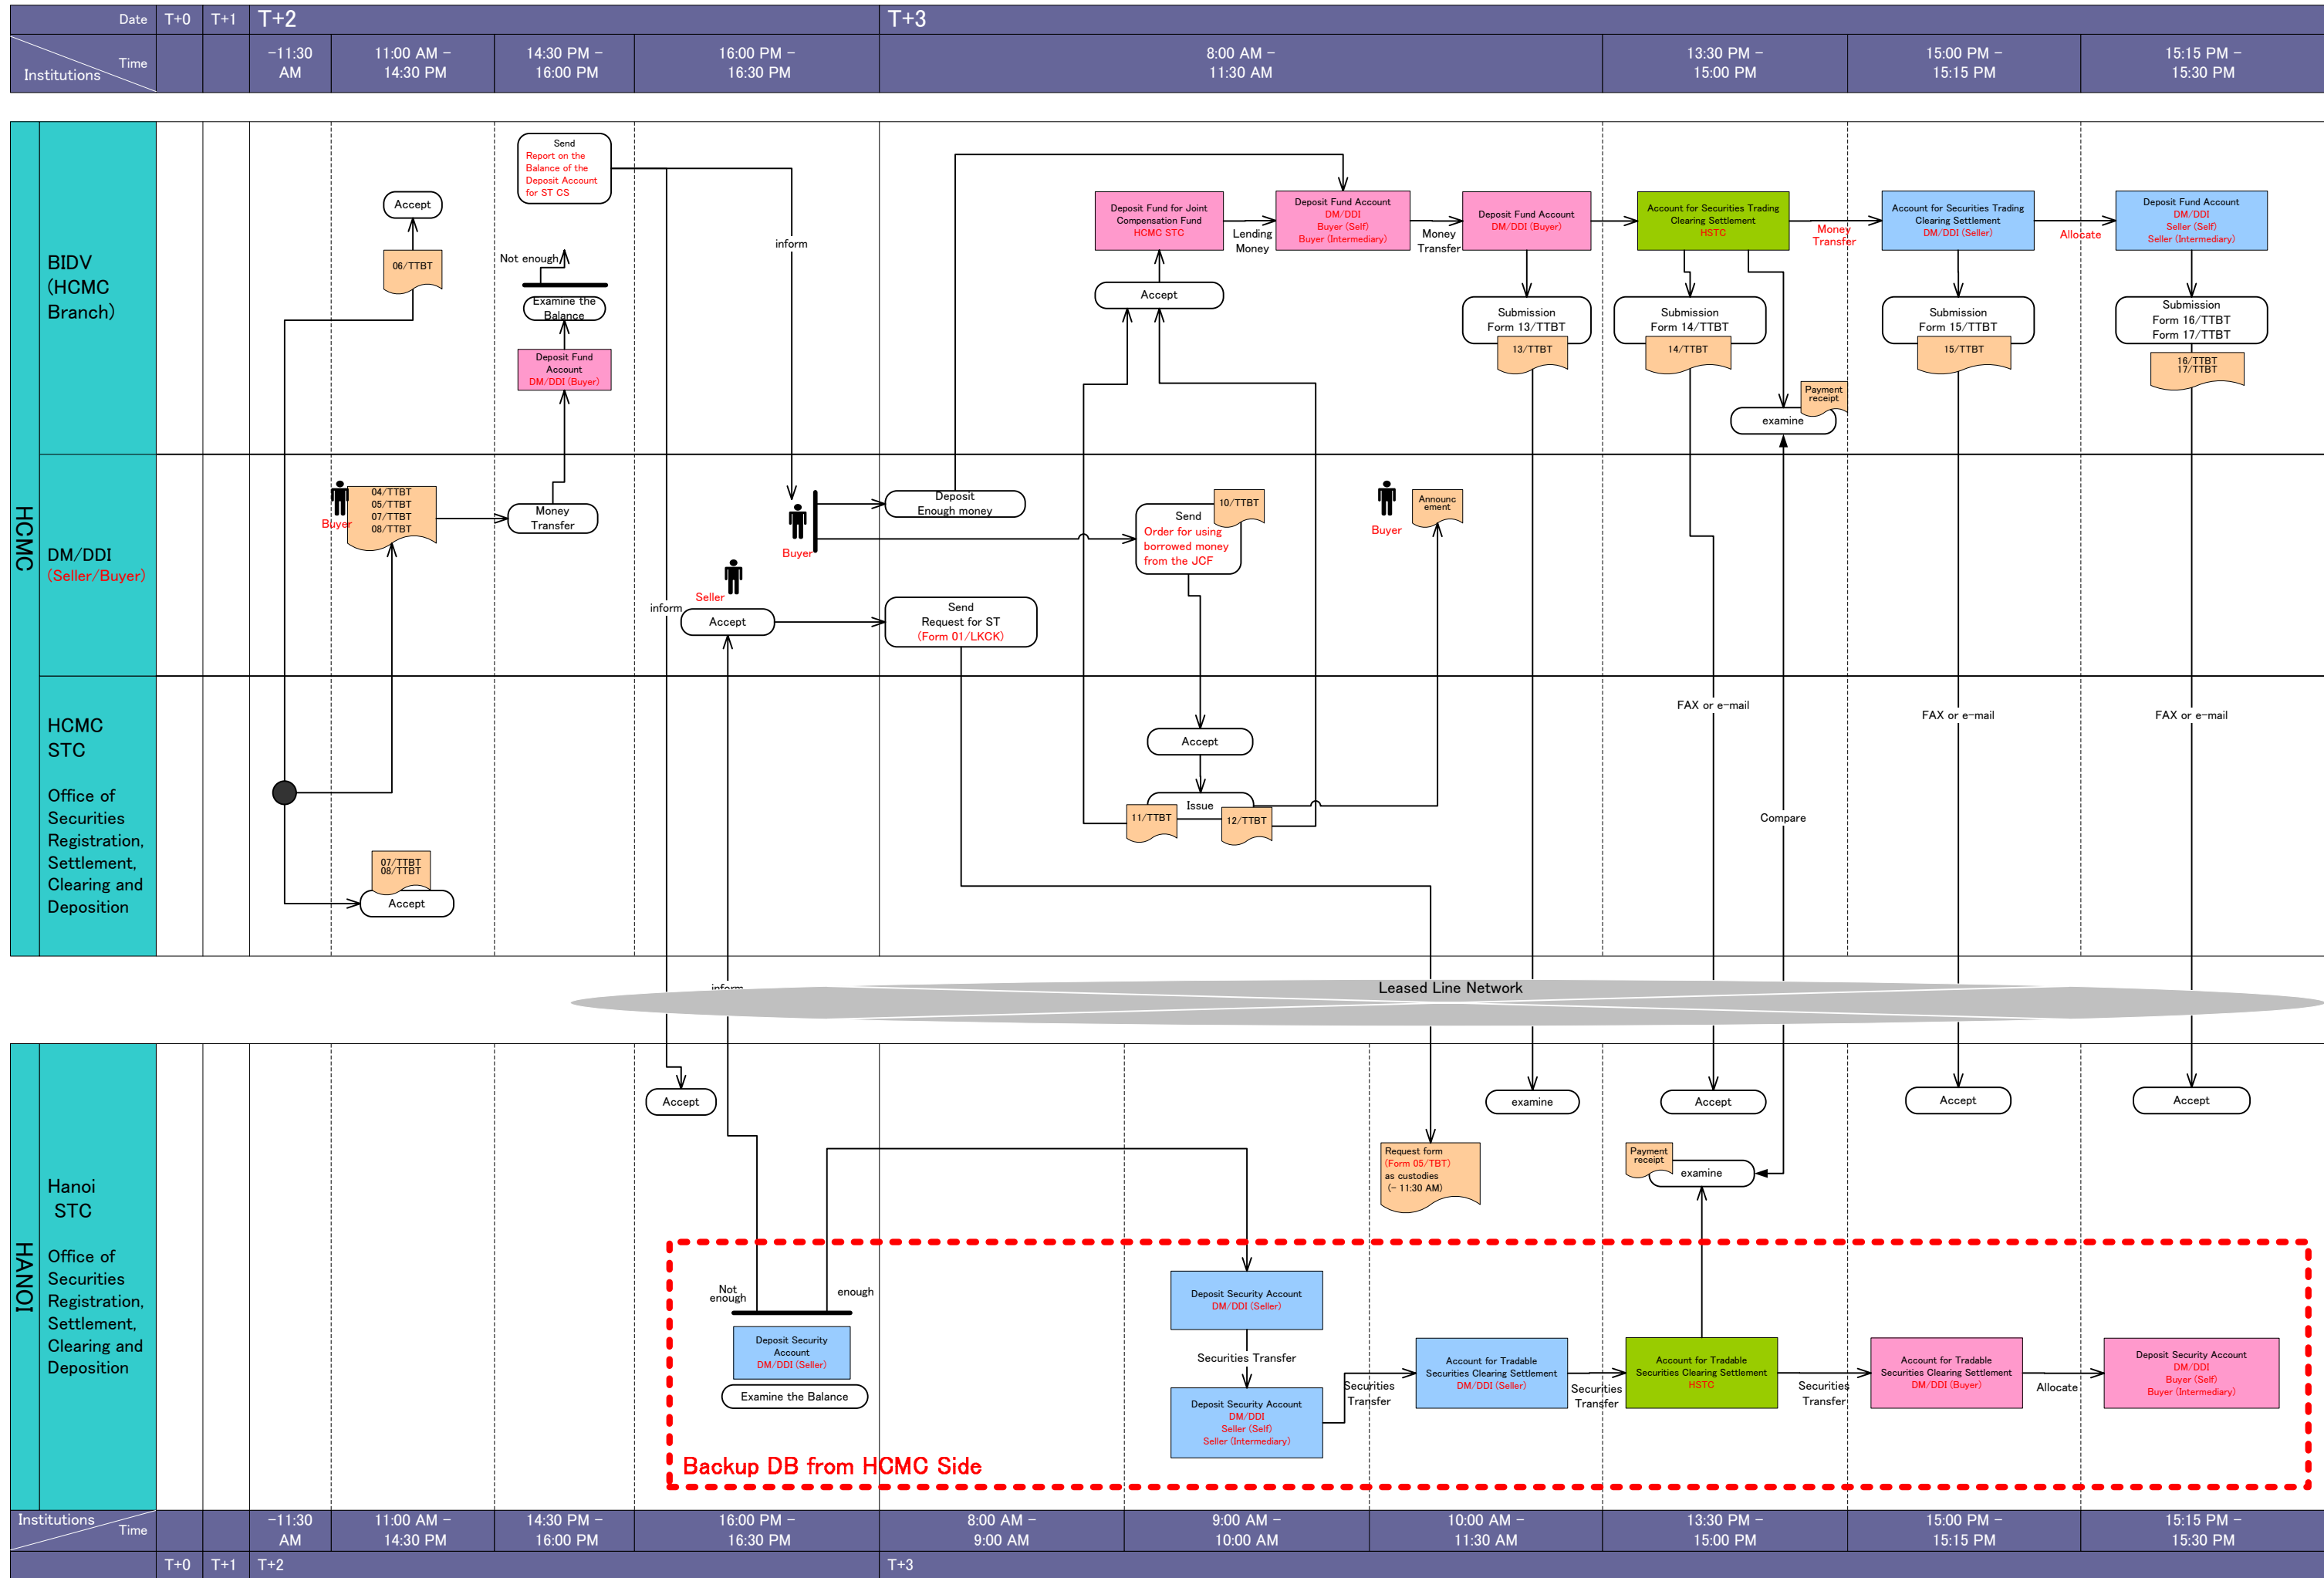 Date
T+0
T+1
T+2
T+3
Time
Institutions
-11:30
AM
11:00 AM -
14:30 PM
14:30 PM -
16:00 PM
16:00 PM -
16:30 PM
8:00 AM -
11:30 AM
13:30 PM -
15:00 PM
15:00 PM -
15:15 PM
15:15 PM -
15:30 PM
HCMC
BIDV
(HCMC
Branch)
Accept
06/TTBT
Send
Report on the
Balance of the
Deposit Account
for ST CS
Not enough
Examine the
Balance
Deposit Fund
Account
DM/DDI (Buyer)
inform
Deposit Fund for Joint
Compensation Fund
HCMC STC
Lending
Money
Deposit Fund Account
DM/DDI
Buyer (Self)
Buyer (Intermediary)
Money
Transfer
Deposit Fund Account
DM/DDI (Buyer)
Account for Securities Trading
Clearing Settlement
HSTC
Money
Transfer
Account for Securities Trading
Clearing Settlement
DM/DDI (Seller)
Allocate
Deposit Fund Account
DM/DDI
Seller (Self)
Seller (Intermediary)
Accept
Submission
Form 13/TTBT
13/TTBT
Submission
Form 14/TTBT
14/TTBT
Submission
Form 15/TTBT
15/TTBT
Submission
Form 16/TTBT
Form 17/TTBT
16/TTBT
17/TTBT
Payment
receipt
examine
DM/DDI
(Seller/Buyer)
Buyer
04/TTBT
05/TTBT
07/TTBT
08/TTBT
Money
Transfer
Buyer
Deposit
Enough money
10/TTBT
Send
Order for using
borrowed money
from the JCF
Buyer
Announc
ement
Seller
inform
Accept
Send
Request for ST
(Form 01/LKCK)
HCMC
STC
Office of
Securities
Registration,
Settlement,
Clearing and
Deposition
07/TTBT
08/TTBT
Accept
Accept
Issue
11/TTBT
12/TTBT
FAX or e-mail
FAX or e-mail
FAX or e-mail
Compare
inform
Leased Line Network
HANOI
Hanoi
STC
Office of
Securities
Registration,
Settlement,
Clearing and
Deposition
Accept
examine
Accept
Accept
Accept
Request form
(Form 05/TBT)
as custodies
(- 11:30 AM)
Payment
receipt
examine
Not
enough
enough
Deposit Security
Account
DM/DDI (Seller)
Examine the Balance
Deposit Security Account
DM/DDI (Seller)
Securities Transfer
Deposit Security Account
DM/DDI
Seller (Self)
Seller (Intermediary)
Securities
Transfer
Account for Tradable
Securities Clearing Settlement
DM/DDI (Seller)
Securities
Transfer
Account for Tradable
Securities Clearing Settlement
HSTC
Securities
Transfer
Account for Tradable
Securities Clearing Settlement
DM/DDI (Buyer)
Allocate
Deposit Security Account
DM/DDI
Buyer (Self)
Buyer (Intermediary)
Backup DB from HCMC Side
Institutions
Time
-11:30
AM
11:00 AM -
14:30 PM
14:30 PM -
16:00 PM
16:00 PM -
16:30 PM
8:00 AM -
9:00 AM
9:00 AM -
10:00 AM
10:00 AM -
11:30 AM
13:30 PM -
15:00 PM
15:00 PM -
15:15 PM
15:15 PM -
15:30 PM
T+0
T+1
T+2
T+3